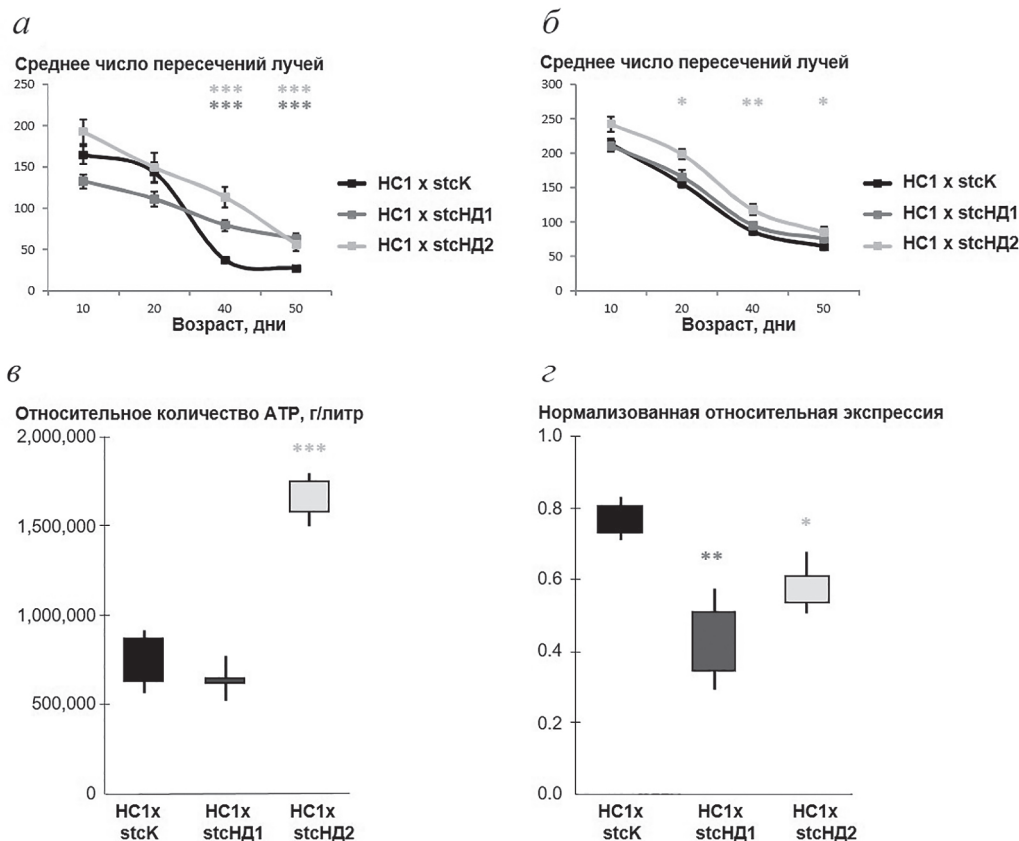 а
Среднее число пересечений лучей
250
200
150
100
50
0
10 20 40 50
Возраст, дни
*** ***
*** ***
НС1 x stcK
НС1 x stcНД1
НС1 x stcНД2
б
Среднее число пересечений лучей
300
250
200
150
100
50
0
10 20 40 50
Возраст, дни
* ** *
НС1 x stcK
НС1 x stcНД1
НС1 x stcНД2
в
Относительное количество АТР, г/литр
2,000,000
1,500,000
1,000,000
500,000
0
***
НС1x НС1x НС1x
stcK stcНД1 stcНД2
г
Нормализованная относительная экспрессия
1.0
0.8
0.6
0.4
0.2
0.0
** *
НС1x НС1x НС1x
stcK stcНД1 stcНД2